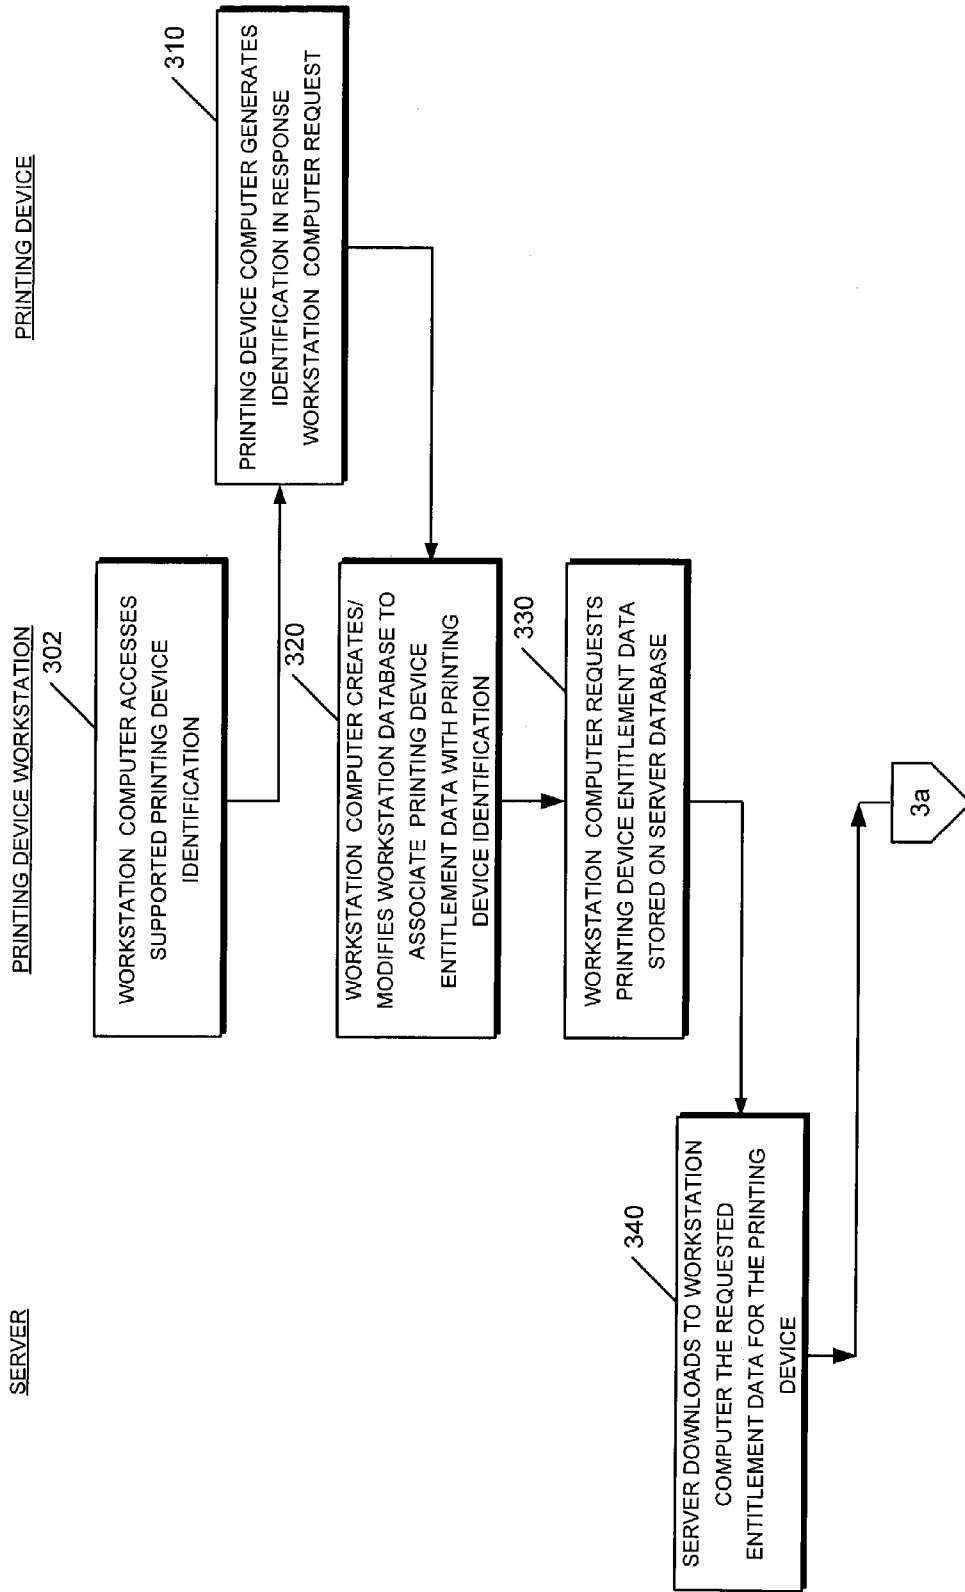 SERVER
PRINTING DEVICE WORKSTATION
PRINTING DEVICE
302
WORKSTATION COMPUTER ACCESSES
SUPPORTED PRINTING DEVICE
IDENTIFICATION
310
PRINTING DEVICE COMPUTER GENERATES
IDENTIFICATION IN RESPONSE
WORKSTATION COMPUTER REQUEST
320
WORKSTATION COMPUTER CREATES/
MODIFIES WORKSTATION DATABASE TO
ASSOCIATE PRINTING DEVICE
ENTITLEMENT DATA WITH PRINTING
DEVICE IDENTIFICATION
330
WORKSTATION COMPUTER REQUESTS
PRINTING DEVICE ENTITLEMENT DATA
STORED ON SERVER DATABASE
340
SERVER DOWNLOADS TO WORKSTATION
COMPUTER THE REQUESTED
ENTITLEMENT DATA FOR THE PRINTING
DEVICE
3a